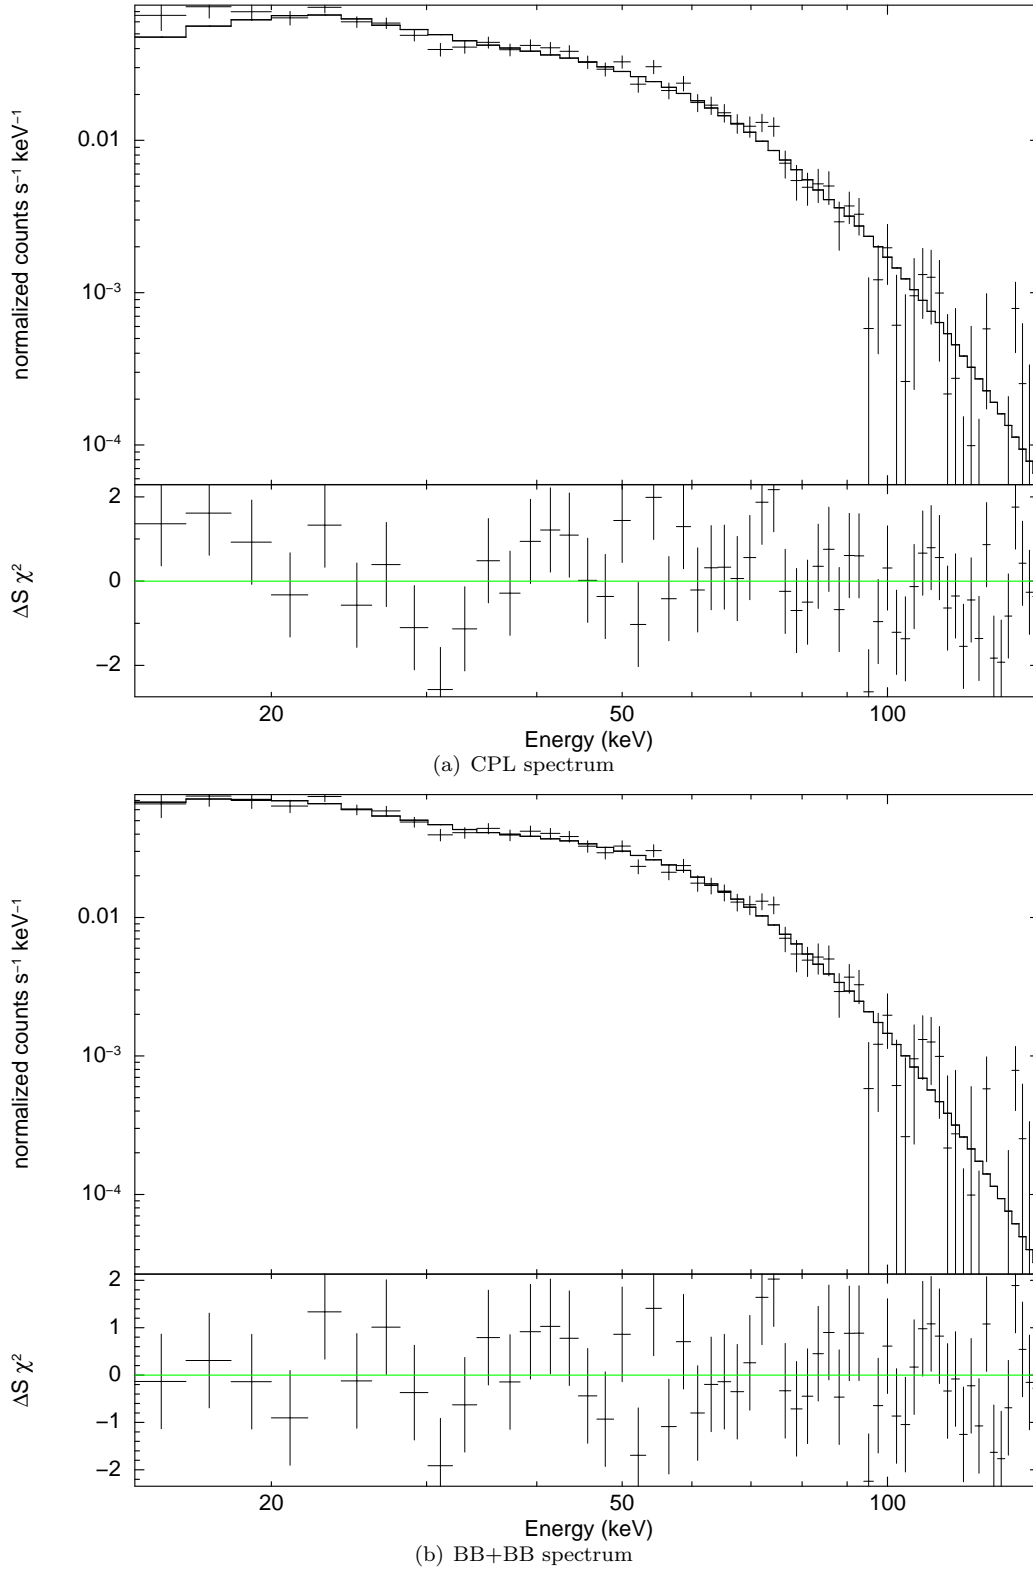 normalized counts s⁻¹ keV⁻¹
0.01
10⁻³
10⁻⁴
ΔS χ²
2
0
−2
20 50 100
Energy (keV)
(a) CPL spectrum
normalized counts s⁻¹ keV⁻¹
0.01
10⁻³
10⁻⁴
ΔS χ²
2
1
0
−1
−2
20 50 100
Energy (keV)
(b) BB+BB spectrum